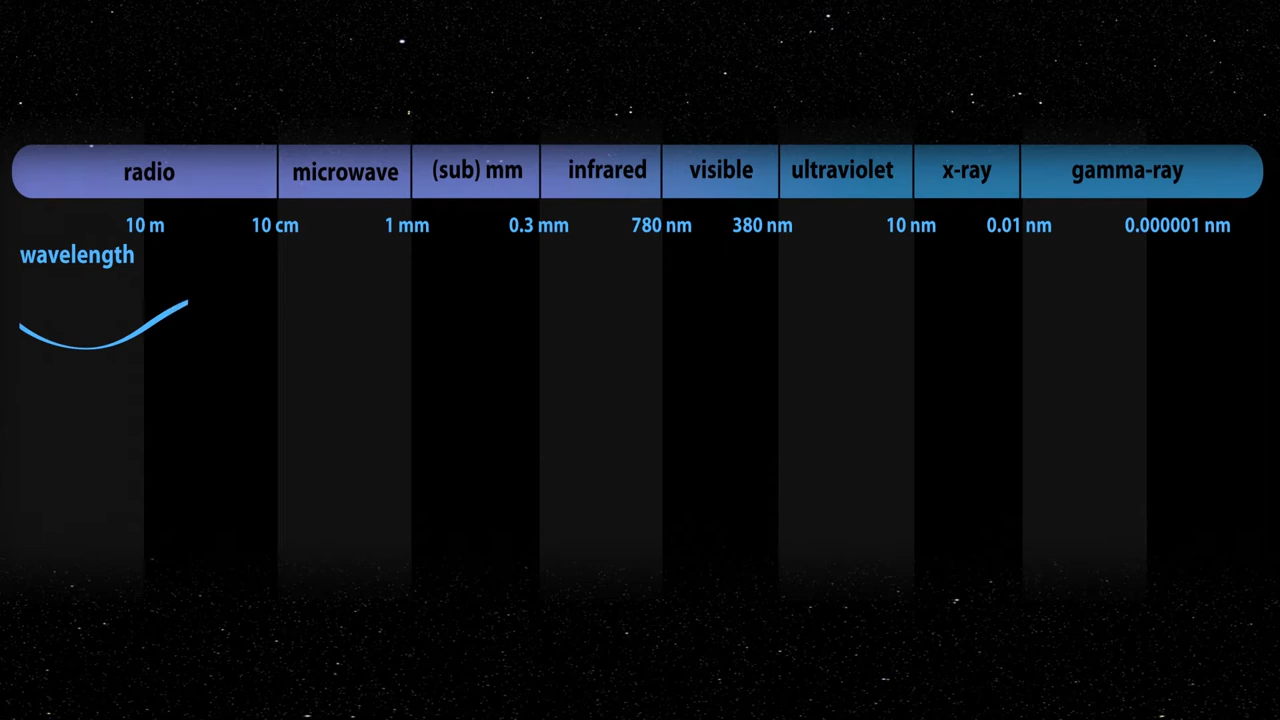 radio microwave (sub) mm infrared visible ultraviolet x-ray gamma-ray
10 m 10 cm 1 mm 0.3 mm 780 nm 380 nm 10 nm 0.01 nm 0.000001 nm
wavelength